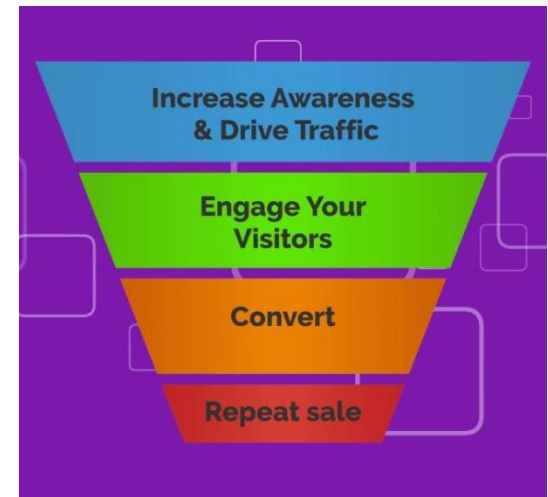 Increase Awareness
& Drive Traffic
Engage Your
Visitors
Convert
Repeat sale